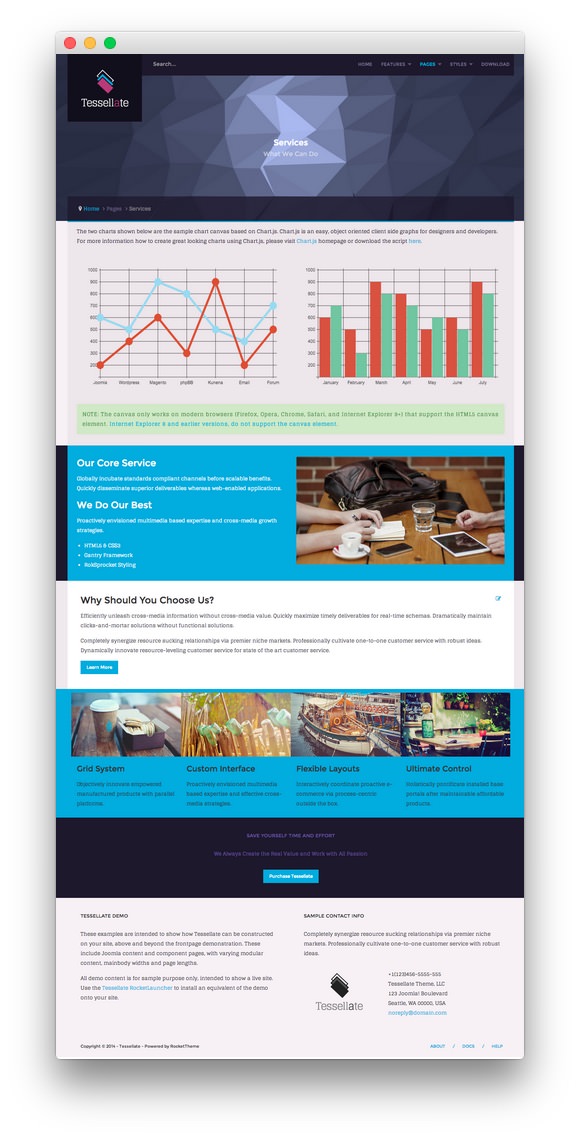 Tessellate
Search...
HOME FEATURES PAGES STYLES DOWNLOAD
Services
What We Can Do
Home > Pages > Services
The two charts shown below are the sample chart canvas based on Chart.js. Chart.js is an easy, object oriented client side graphs for designers and developers.
For more information how to create great looking charts using Chart.js, please visit Chart.js homepage or download the script here.
1000
900
800
700
600
500
400
300
200
Joomla Wordpress Magento phpBB Kunena Email Forum
1000
900
800
700
600
500
400
300
200
January February March April May June July
NOTE: The canvas only works on modern browsers (Firefox, Opera, Chrome, Safari, and Internet Explorer 9+) that support the HTML5 canvas
element. Internet Explorer 8 and earlier versions, do not support the canvas element.
Our Core Service
Globally incubate standards compliant channels before scalable benefits.
Quickly disseminate superior deliverables whereas web-enabled applications.
We Do Our Best
Proactively envisioned multimedia based expertise and cross-media growth
strategies.
• HTML5 & CSS3
• Gantry Framework
• RokSprocket Styling
Why Should You Choose Us?
Efficiently unleash cross-media information without cross-media value. Quickly maximize timely deliverables for real-time schemas. Dramatically maintain
clicks-and-mortar solutions without functional solutions.
Completely synergize resource sucking relationships via premier niche markets. Professionally cultivate one-to-one customer service with robust ideas.
Dynamically innovate resource-leveling customer service for state of the art customer service.
Learn More
Grid System
Objectively innovate empowered
manufactured products with parallel
platforms.
Custom Interface
Proactively envisioned multimedia
based expertise and effective cross-
media strategies.
Flexible Layouts
Interactively coordinate proactive e-
commerce via process-centric
outside the box.
Ultimate Control
Holistically pontificate installed base
portals after maintainable affordable
products.
SAVE YOURSELF TIME AND EFFORT
We Always Create the Real Value and Work with All Passion
Purchase Tessellate
TESSELLATE DEMO
These examples are intended to show how Tessellate can be constructed
on your site, above and beyond the frontpage demonstration. These
include Joomla content and component pages, with varying modular
content, mainbody widths and page lengths.
All demo content is for sample purpose only, intended to show a live site.
Use the Tessellate RocketLauncher to install an equivalent of the demo
onto your site.
SAMPLE CONTACT INFO
Completely synergize resource sucking relationships via premier niche
markets. Professionally cultivate one-to-one customer service with robust
ideas.
Tessellate
+1(123)456-5555-555
Tessellate Theme, LLC
123 Joomla! Boulevard
Seattle, WA 00000, USA
noreply@domain.com
Copyright © 2014 - Tessellate - Powered by RocketTheme
ABOUT / DOCS / HELP